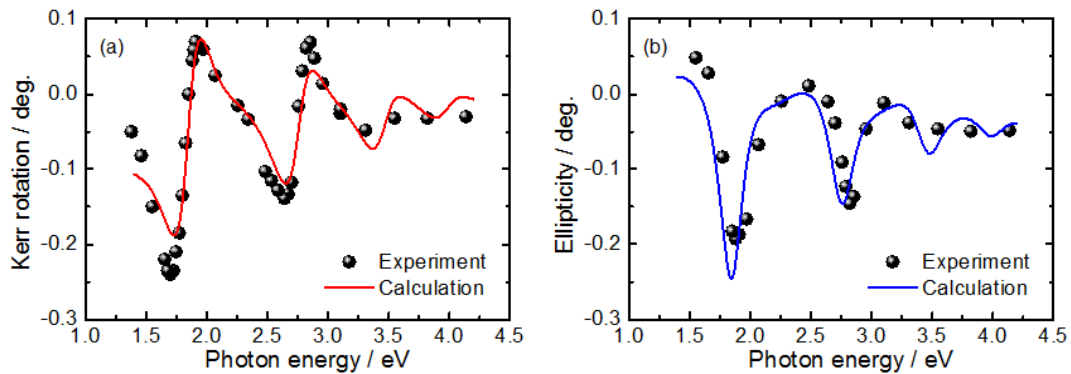 (a)
Kerr rotation / deg.
0.1
0.0
-0.1
-0.2
-0.3
Experiment
Calculation
1.0 1.5 2.0 2.5 3.0 3.5 4.0 4.5
Photon energy / eV
(b)
Ellipticity / deg.
0.1
0.0
-0.1
-0.2
-0.3
Experiment
Calculation
1.0 1.5 2.0 2.5 3.0 3.5 4.0 4.5
Photon energy / eV